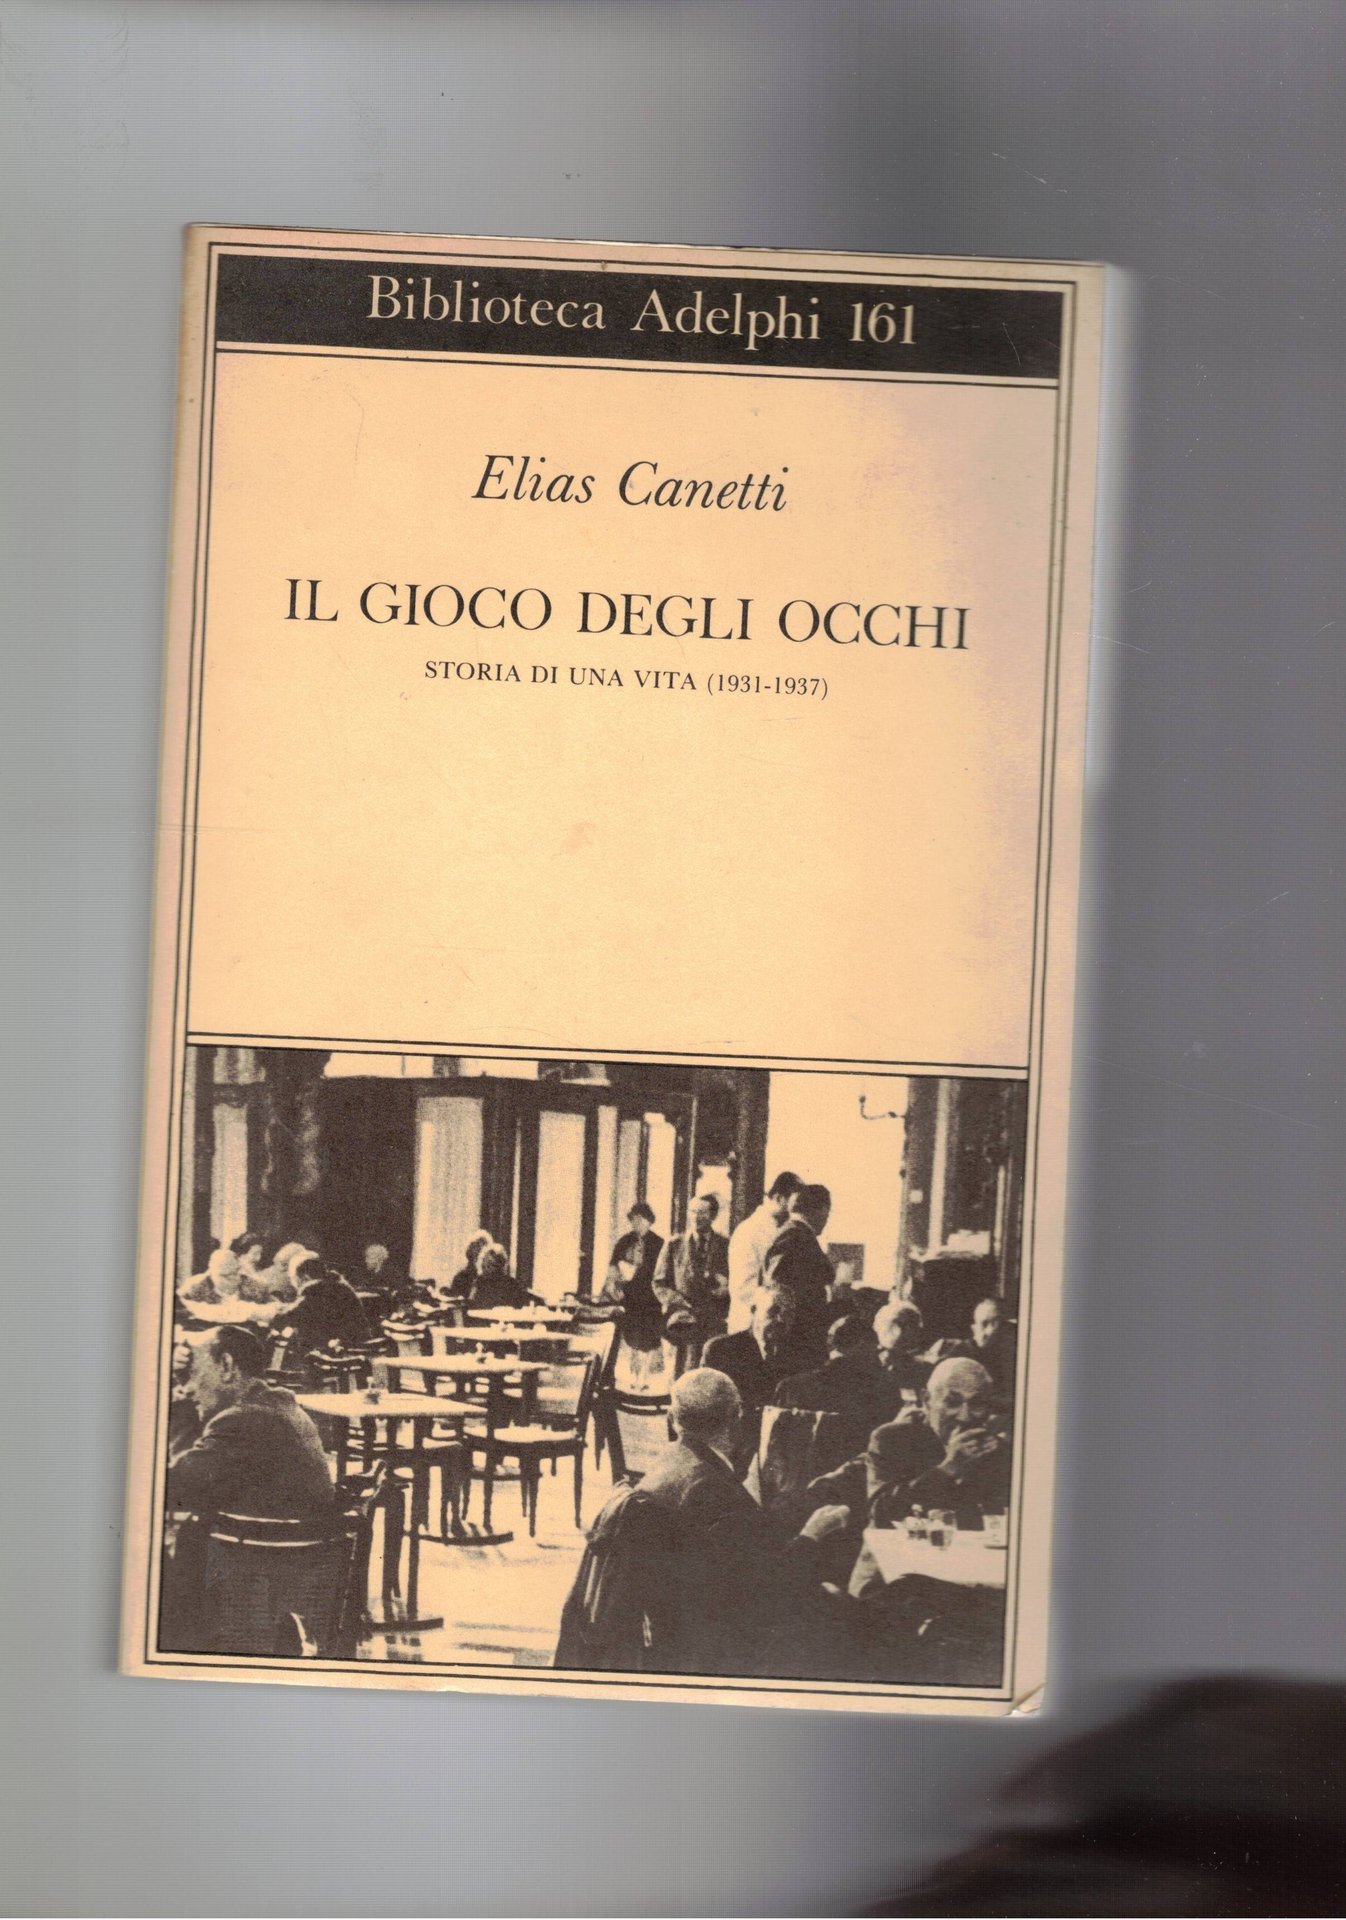 Biblioteca Adelphi 161
Elias Canetti
IL GIOCO DEGLI OCCHI
STORIA DI UNA VITA (1931-1937)